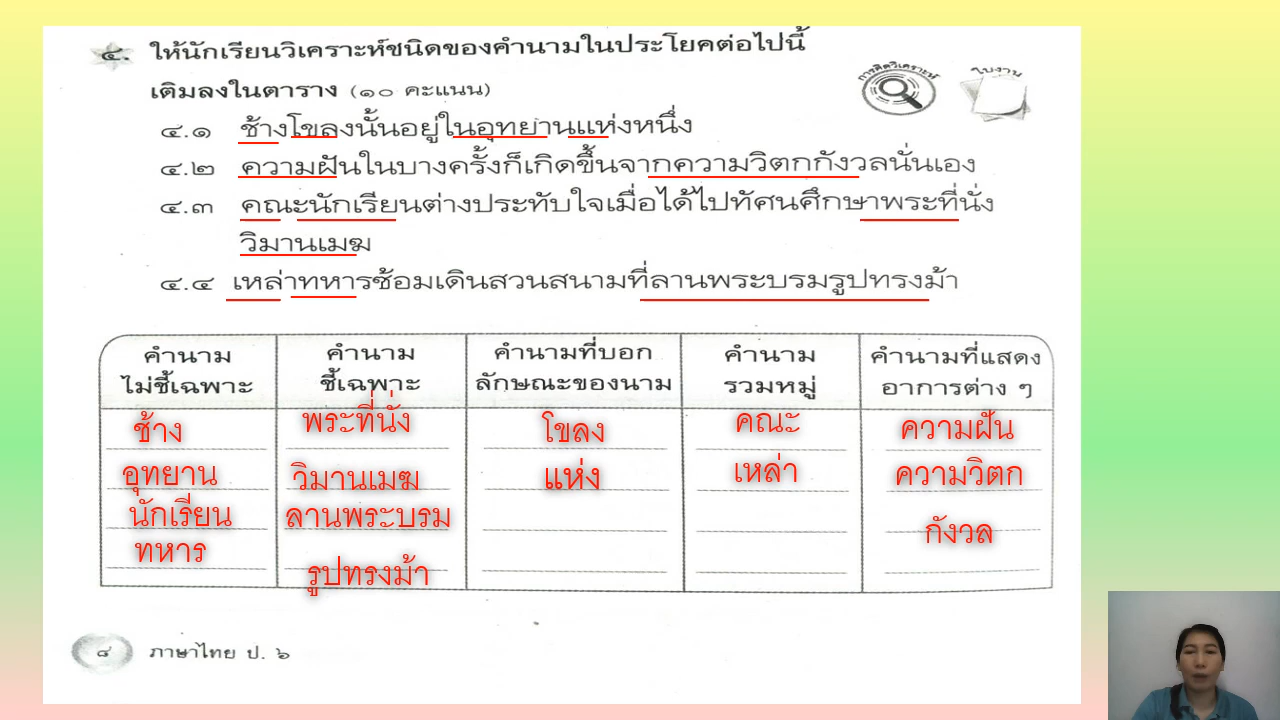 ๔. ให้นักเรียนวิเคราะห์ชนิดของคำนามในประโยคต่อไปนี้
เติมลงในตาราง (๑๐ คะแนน)
การคิดวิเคราะห์
ใบงาน
๔.๑ ช้างโขลงนั้นอยู่ในอุทยานแห่งหนึ่ง
๔.๒ ความฝันในบางครั้งก็เกิดขึ้นจากความวิตกกังวลนั่นเอง
๔.๓ คณะนักเรียนต่างประทับใจเมื่อได้ไปทัศนศึกษาพระที่นั่ง
วิมานเมฆ
๔.๔ เหล่าทหารซ้อมเดินสวนสนามที่ลานพระบรมรูปทรงม้า
คำนาม
ไม่ชี้เฉพาะ
คำนาม
ชี้เฉพาะ
คำนามที่บอก
ลักษณะของนาม
คำนาม
รวมหมู่
คำนามที่แสดง
อาการต่าง ๆ
ช้าง
อุทยาน
นักเรียน
ทหาร
พระที่นั่ง
วิมานเมฆ
ลานพระบรม
รูปทรงม้า
โขลง
แห่ง
คณะ
เหล่า
ความฝัน
ความวิตก
กังวล
๘ ภาษาไทย ป. ๖